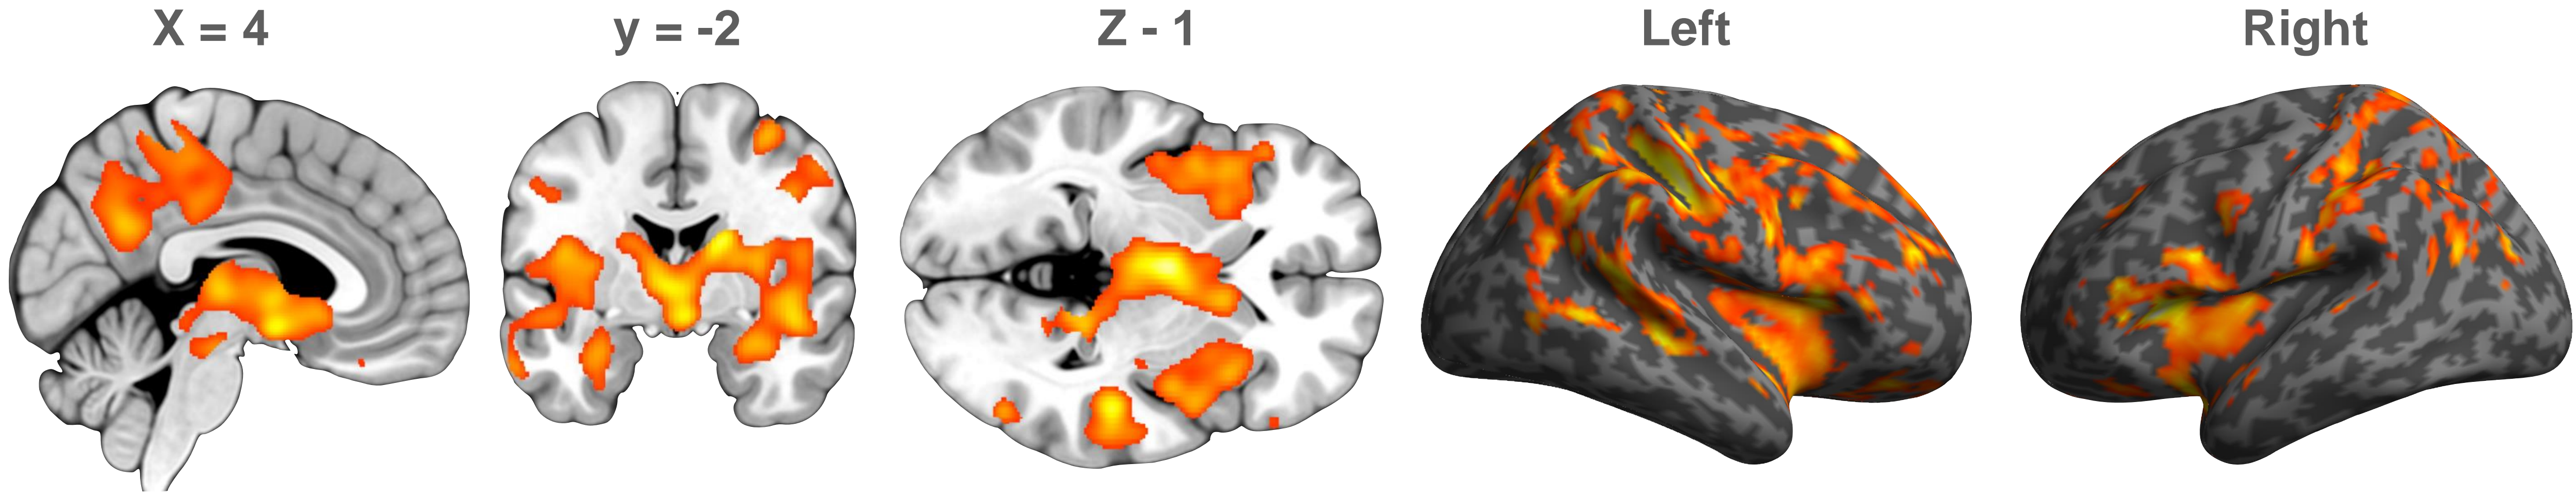 X = 4
y = -2
Z - 1
Left
Right